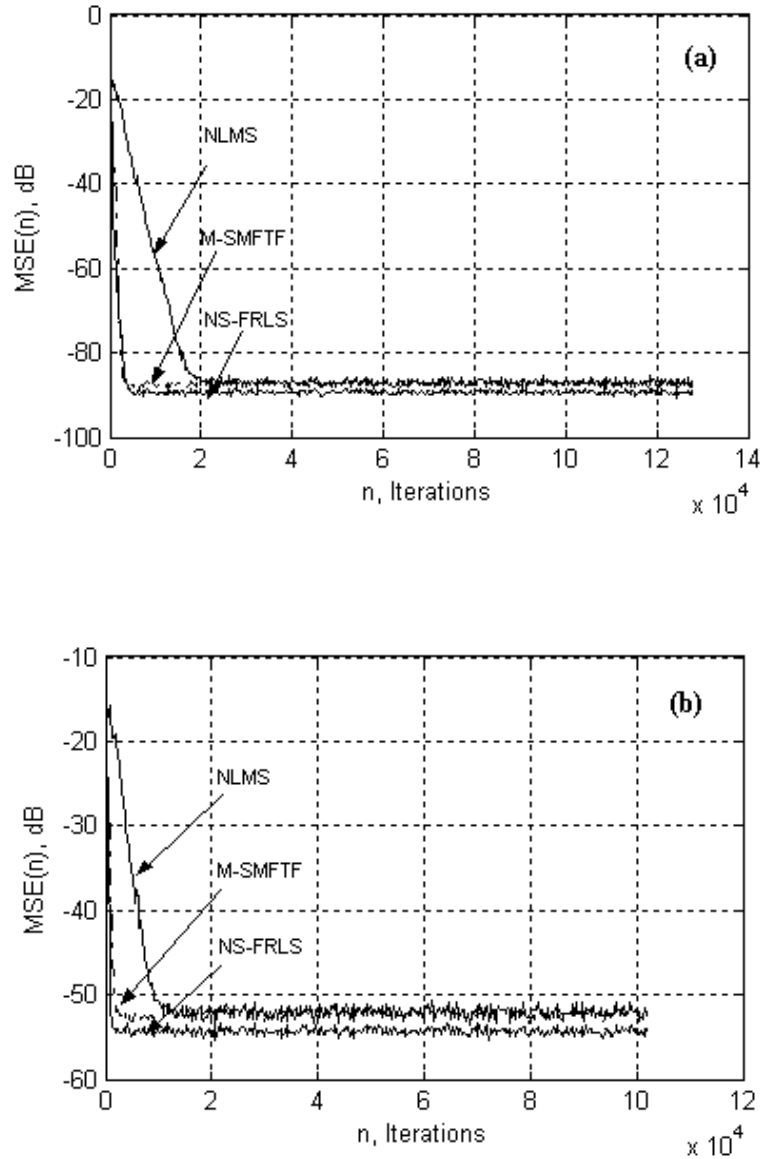 0
(a)
-20
NLMS
-40
M-SMFTF
-60
NS-FRLS
-80
-100
MSE(n), dB
0 2 4 6 8 10 12 14
n, Iterations
x 10^4
-10
(b)
-20
NLMS
-30
M-SMFTF
-40
NS-FRLS
-50
-60
MSE(n), dB
0 2 4 6 8 10 12
n, Iterations
x 10^4